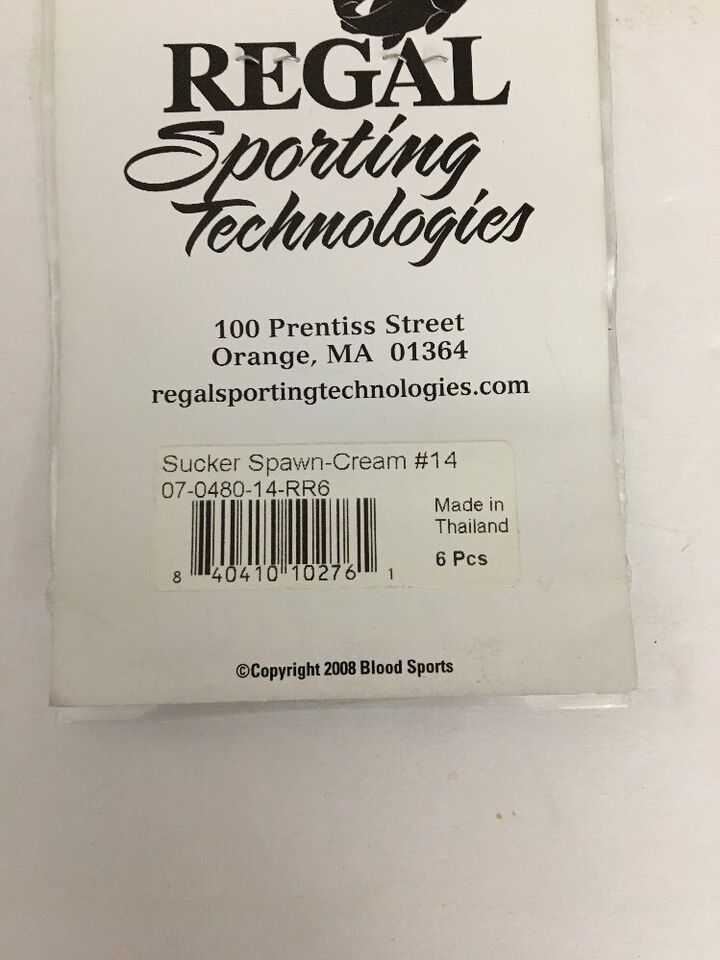 REGAL
Sporting
Technologies
100 Prentiss Street
Orange, MA 01364
regalsportingtechnologies.com
Sucker Spawn-Cream #14
07-0480-14-RR6
Made in
Thailand
6 Pcs
8 40410 10276 1
©Copyright 2008 Blood Sports